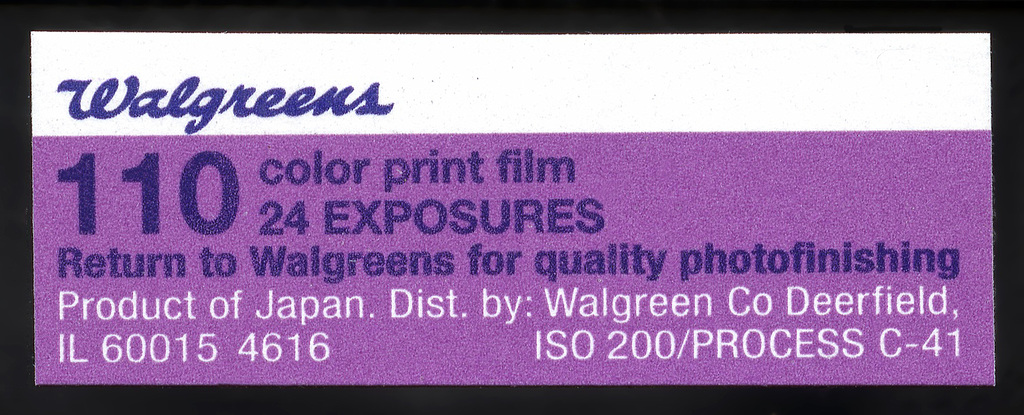 Walgreens
110 color print film
24 EXPOSURES
Return to Walgreens for quality photofinishing
Product of Japan. Dist. by: Walgreen Co Deerfield,
IL 60015 4616 ISO 200/PROCESS C-41